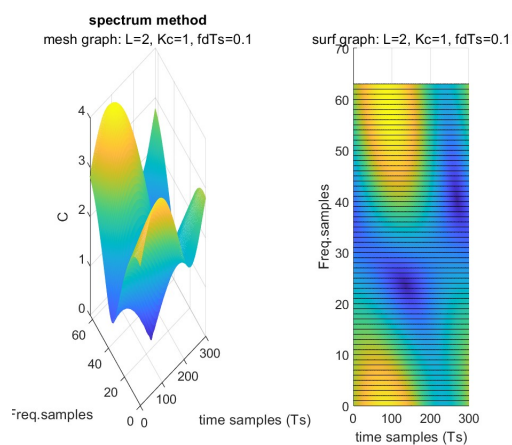 spectrum method
mesh graph: L=2, Kc=1, fdTs=0.1
4
3
2
1
0
C
60
40
20
0
0
100
200
300
Freq.samples
time samples (Ts)
surf graph: L=2, Kc=1, fdTs=0.1
70
60
50
40
30
20
10
0
Freq.samples
0 100 200 300
time samples (Ts)